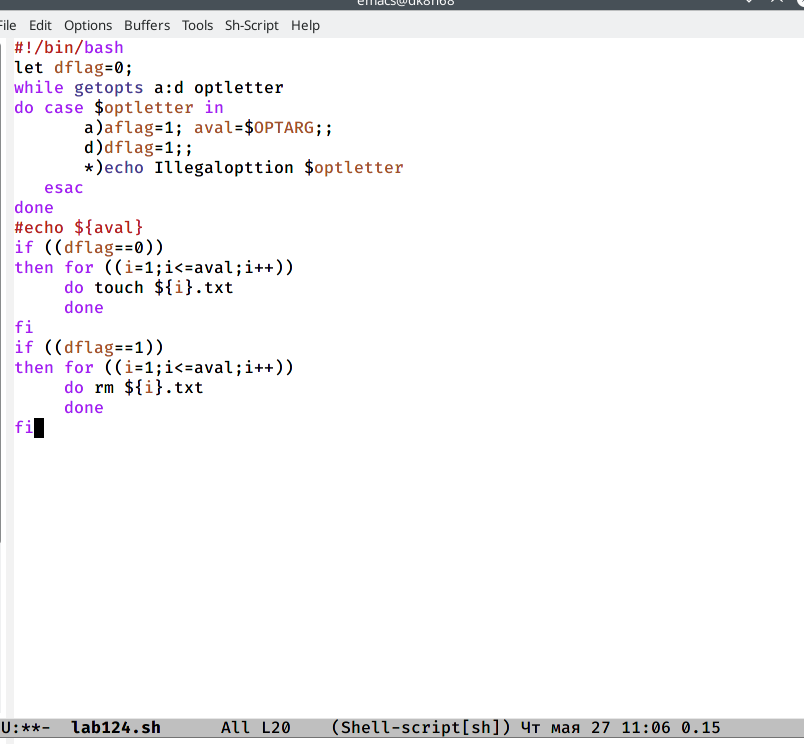 emacs@dk8n68
File Edit Options Buffers Tools Sh-Script Help
#!/bin/bash
let dflag=0;
while getopts a:d optletter
do case $optletter in
       a)aflag=1; aval=$OPTARG;;
       d)dflag=1;;
       *)echo Illegalopttion $optletter
   esac
done
#echo ${aval}
if ((dflag==0))
then for ((i=1;i<=aval;i++))
     do touch ${i}.txt
     done
fi
if ((dflag==1))
then for ((i=1;i<=aval;i++))
     do rm ${i}.txt
     done
fi
U:**-  lab124.sh      All L20    (Shell-script[sh]) Чт мая 27 11:06 0.15